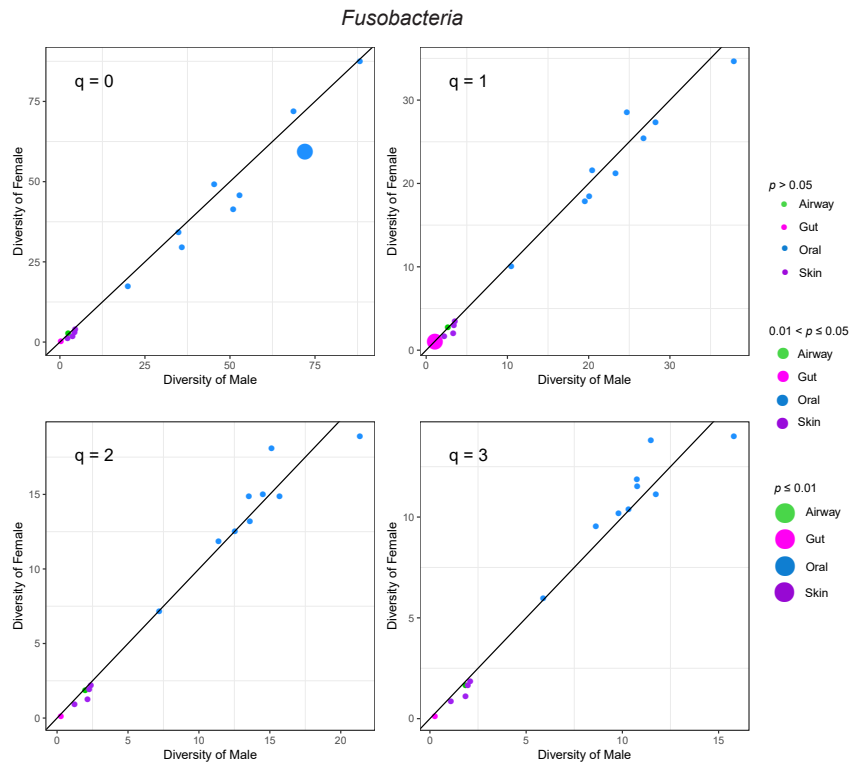 Fusobacteria
q = 0
75
50
25
0
0
25
50
75
Diversity of Female
Diversity of Male
q = 1
30
20
10
0
0
10
20
30
Diversity of Female
Diversity of Male
q = 2
15
10
5
0
0
5
10
15
20
Diversity of Female
Diversity of Male
q = 3
10
5
0
0
5
10
15
Diversity of Female
Diversity of Male
p > 0.05
Airway
Gut
Oral
Skin
0.01 < p ≤ 0.05
Airway
Gut
Oral
Skin
p ≤ 0.01
Airway
Gut
Oral
Skin